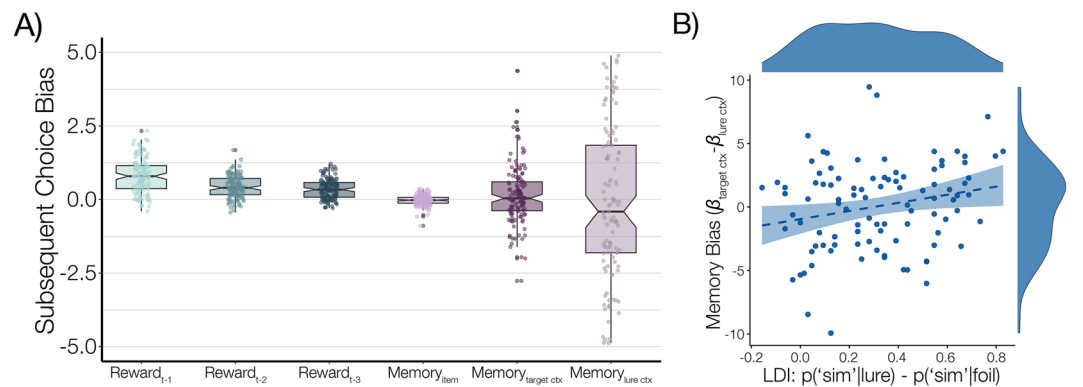 A)
Subsequent Choice Bias
5.0
2.5
0.0
-2.5
-5.0
Reward t-1
Reward t-2
Reward t-3
Memory item
Memory target ctx
Memory lure ctx
B)
Memory Bias (β target ctx - β lure ctx)
10
5
0
-5
-10
-0.2
0.0
0.2
0.4
0.6
0.8
LDI: p('sim'|lure) - p('sim'|foil)